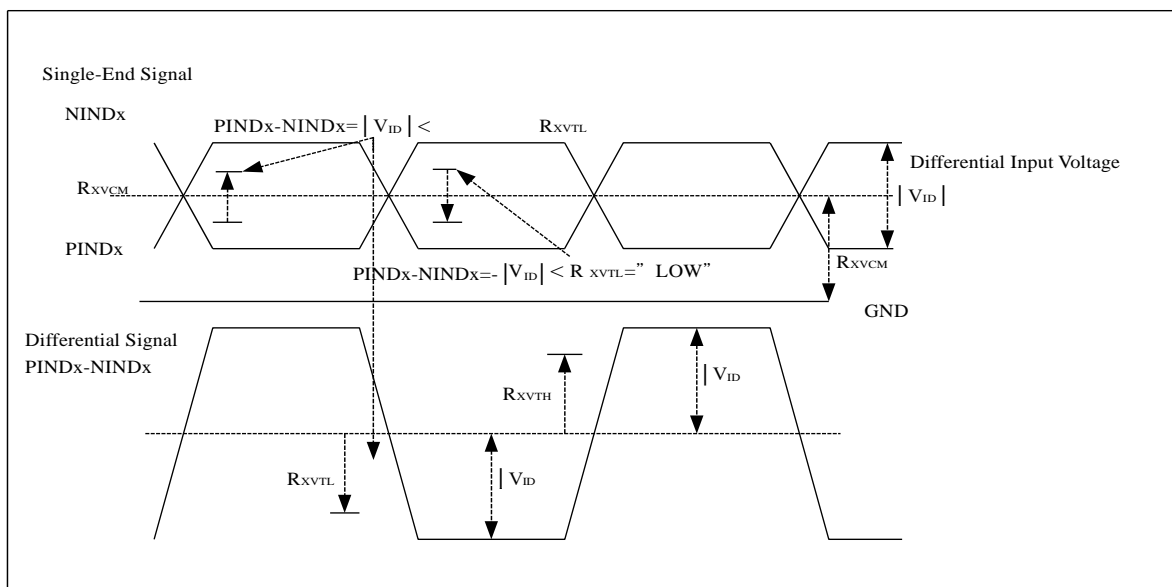 Single-End Signal
NINDx
PINDx-NINDx=|VID| <
RXVTL
Differential Input Voltage
RXVCM
|VID|
PINDx
PINDx-NINDx=-|VID| < R XVTL=” LOW”
RXVCM
GND
Differential Signal
PINDx-NINDx
|VID
RXVTH
RXVTL
|VID